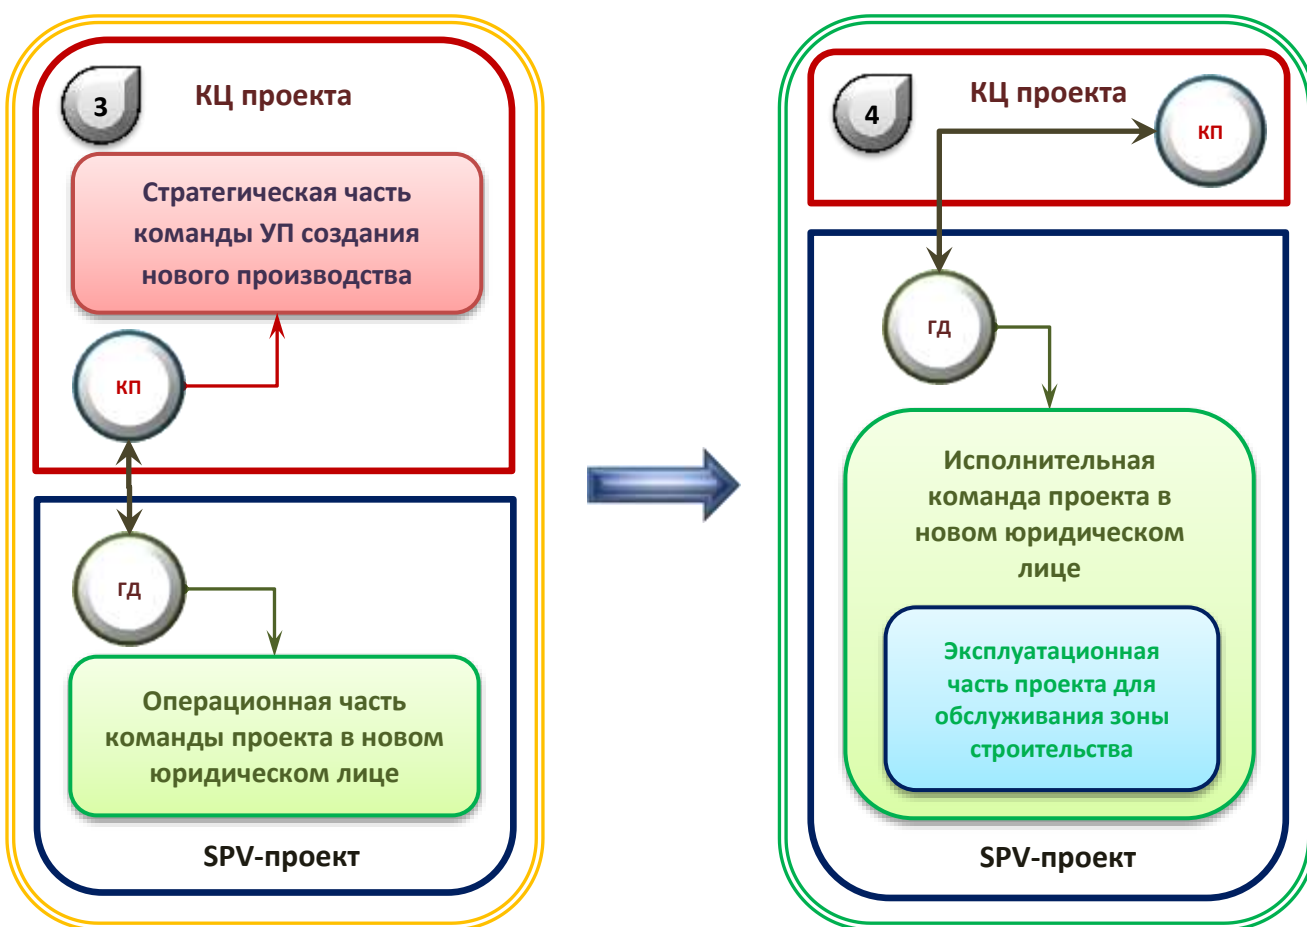 3
КЦ проекта
Стратегическая часть
команды УП создания
нового производства
КП
ГД
Операционная часть
команды проекта в новом
юридическом лице
SPV-проект
4
КЦ проекта
КП
ГД
Исполнительная
команда проекта в
новом юридическом
лице
Эксплуатационная
часть проекта для
обслуживания зоны
строительства
SPV-проект